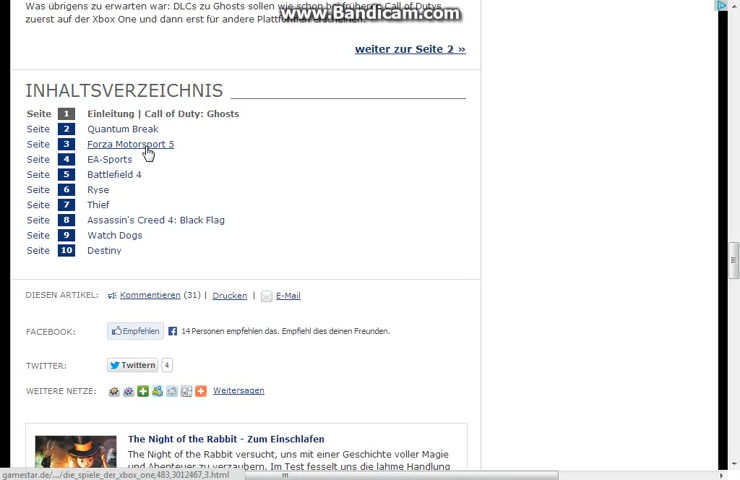 Was übrigens zu erwarten war: DLCs zu Ghosts sollen wie schon bei früheren Call of Dutys
www.Bandicam.com
zuerst auf der Xbox One und dann erst für andere Plattformen erscheinen.
weiter zur Seite 2 »
INHALTSVERZEICHNIS
Seite 1 Einleitung | Call of Duty: Ghosts
Seite 2 Quantum Break
Seite 3 Forza Motorsport 5
Seite 4 EA-Sports
Seite 5 Battlefield 4
Seite 6 Ryse
Seite 7 Thief
Seite 8 Assassin's Creed 4: Black Flag
Seite 9 Watch Dogs
Seite 10 Destiny
DIESEN ARTIKEL: Kommentieren (31) | Drucken | E-Mail
FACEBOOK: Empfehlen 14 Personen empfehlen das. Empfiehl dies deinen Freunden.
TWITTER: Twittern 4
WEITERE NETZE: Weitersagen
The Night of the Rabbit - Zum Einschlafen
The Night of the Rabbit versucht, uns mit einer Geschichte voller Magie
und Abenteuer zu verzaubern. Im Test fesselt uns die lahme Handlung
gamestar.de/.../die_spiele_der_xbox_one,483,3012467,3.html